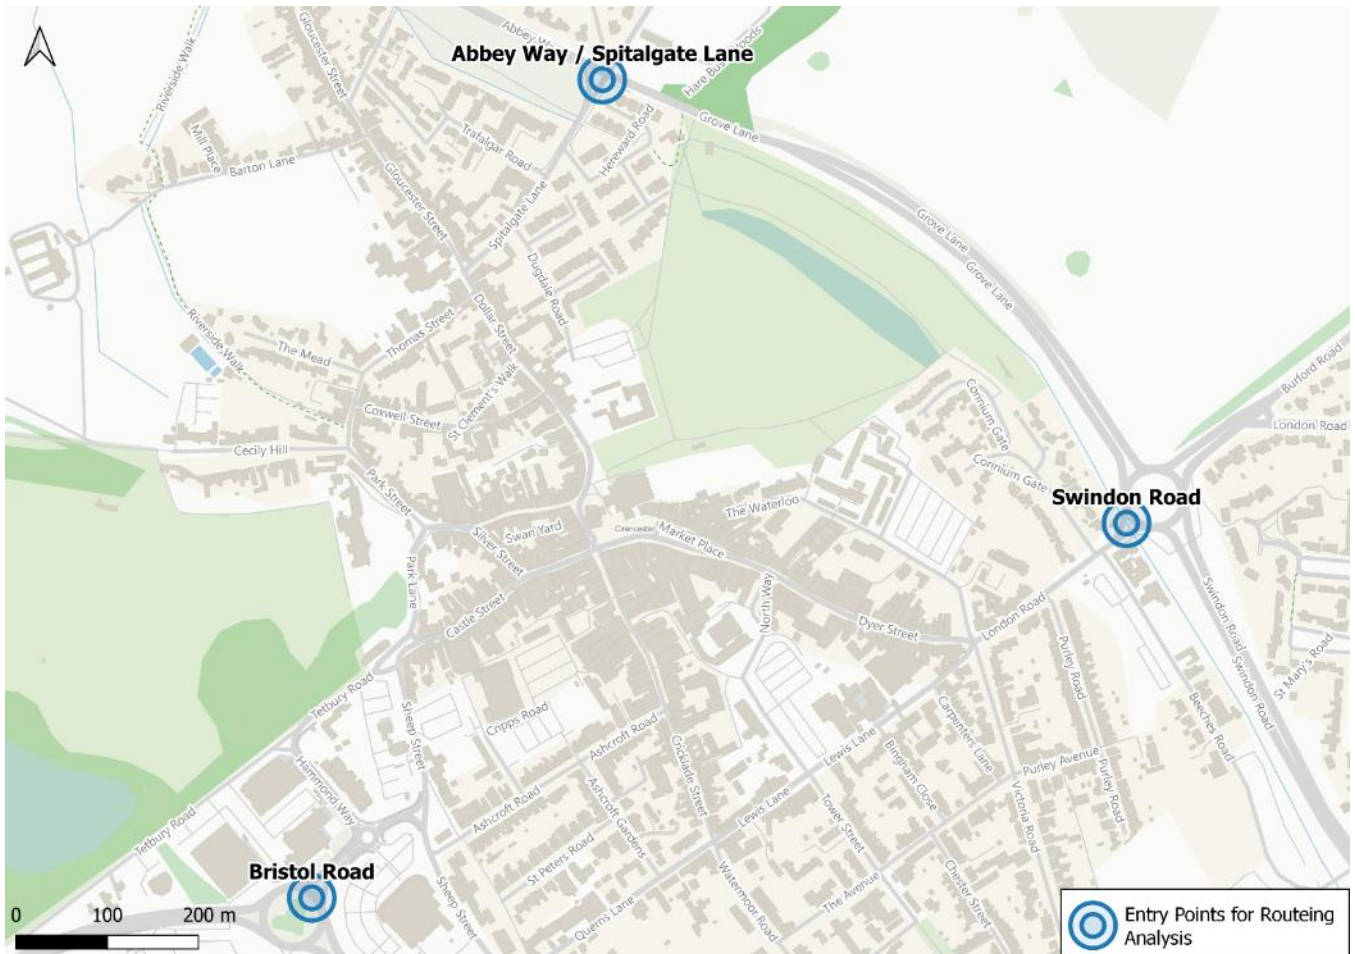 Abbey Way
Hare Bus
oods
Abbey Way / Spitalgate Lane
Gloucester Street
Riverside Walk
Mill Place
Barton Lane
Trafalgar Road
Hereward Road
Grove Lane
Gloucester Street
Spitalgate Lane
Dugdale Road
Grove Lane
Grove Lane
Riverside Walk
The Mead
Thomas Street
Dollar Street
St Clement's Walk
Coxwell Street
Cecily Hill
Park Street
Corinium Gate
Corinium Gate
Burford Road
London Road
Swindon Road
The Waterloo
Swan Yard
Cirencester
Market Place
Silver Street
Park Lane
Castle Street
North Way
Dyer Street
London Road
Purley Road
Swindon Road
Swindon Road
St Mary's Road
Beeches Road
Tetbury Road
Sheep Street
Cripps Road
Ashcroft Road
Cricklade Street
Lewis Lane
Bingham Close
Carpenters Lane
Purley Avenue
Purley Road
Victoria Road
Hammond Way
Tetbury Road
Ashcroft Road
Ashcroft Gardens
St Peters Road
Lewis Lane
Tower Street
Bristol Road
Sheep Street
Querns Lane
Watermoor Road
The Avenue
Chester Street
0 100 200 m
Entry Points for Routeing
Analysis